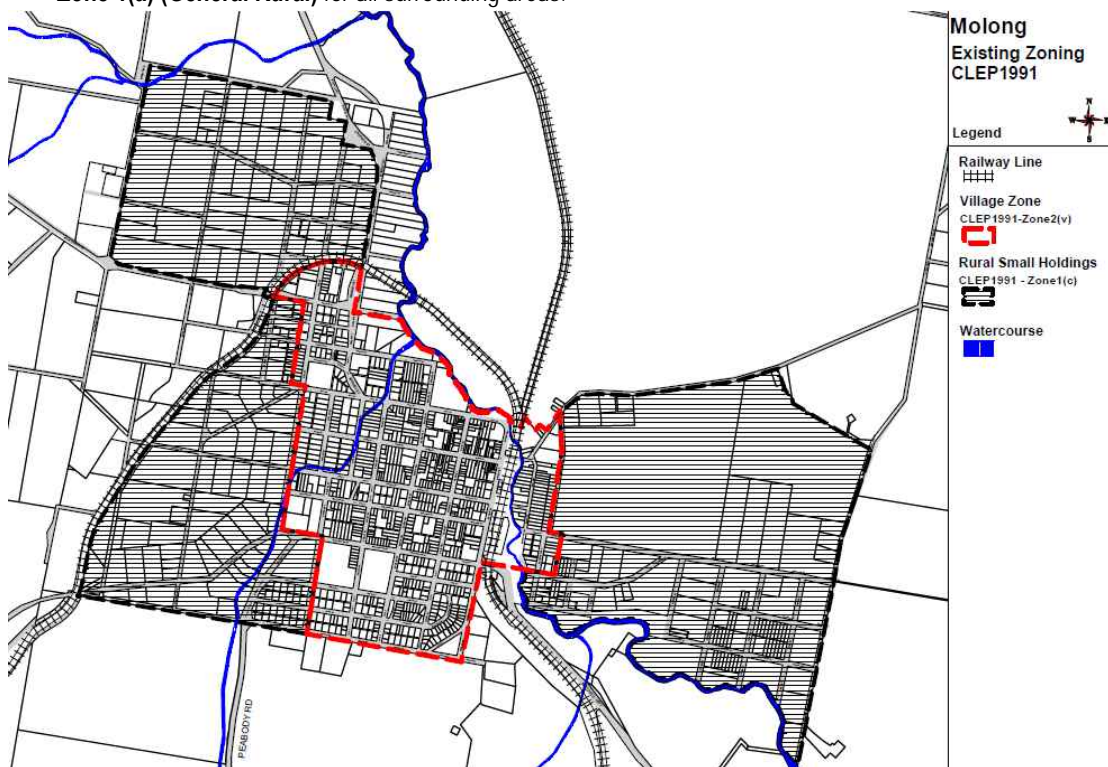 Zone 1(a) (General Rural) for all surrounding areas.
Molong
Existing Zoning
CLEP1991
N
W E
S
Legend
Railway Line
Village Zone
CLEP1991-Zone2(v)
Rural Small Holdings
CLEP1991 - Zone1(c)
Watercourse
PEABODY RD